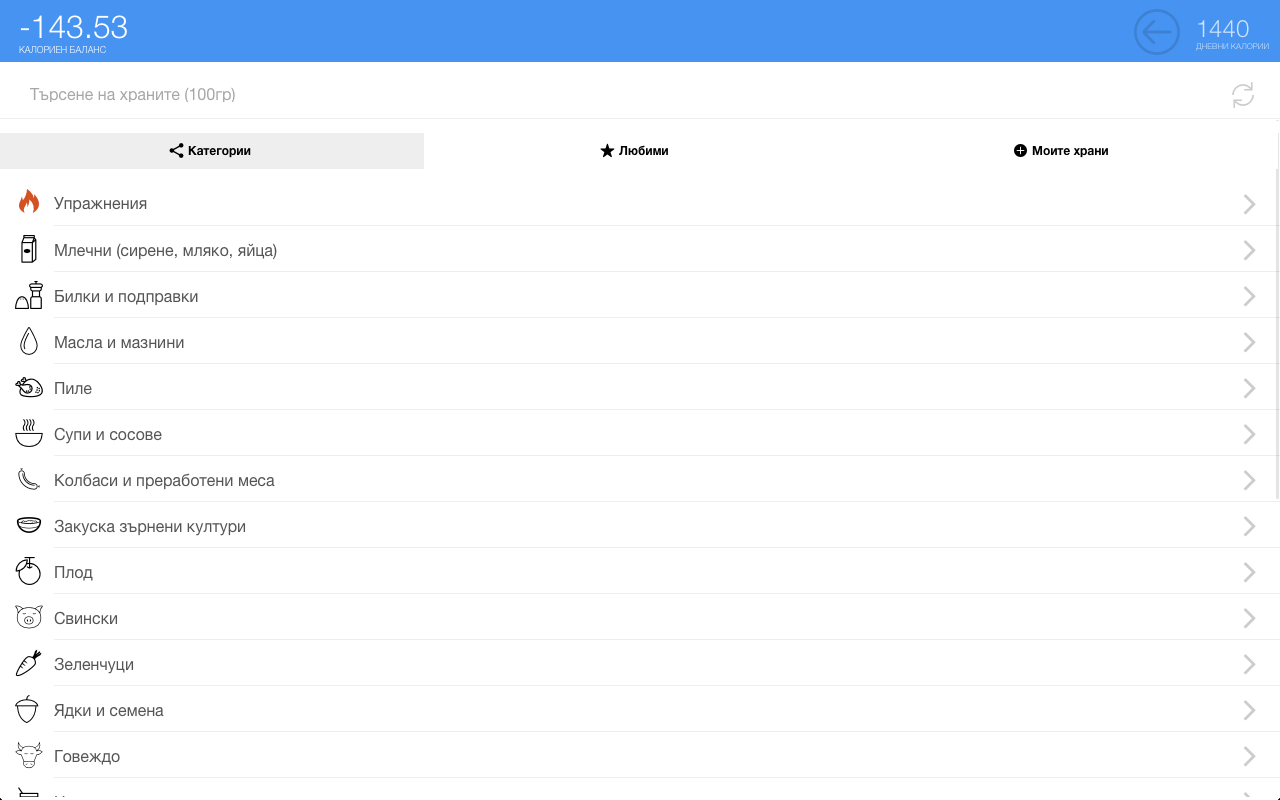 -143.53
КАЛОРИЕН БАЛАНС
1440
ДНЕВНИ КАЛОРИИ
Търсене на храните (100гр)
Категории
Любими
Моите храни
Упражнения
Млечни (сирене, мляко, яйца)
Билки и подправки
Масла и мазнини
Пиле
Супи и сосове
Колбаси и преработени меса
Закуска зърнени култури
Плод
Свински
Зеленчуци
Ядки и семена
Говеждо